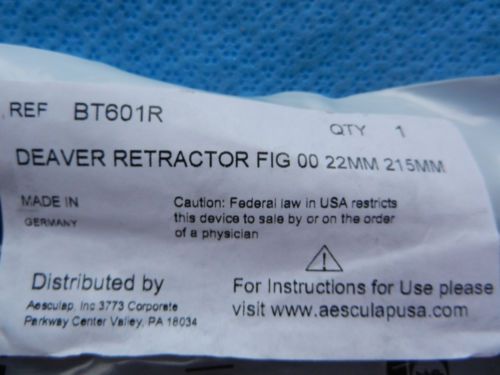 REF BT601R
QTY 1
DEAVER RETRACTOR FIG 00 22MM 215MM
MADE IN
GERMANY
Caution: Federal law in USA restricts
this device to sale by or on the order
of a physician
Distributed by
Aesculap, Inc 3773 Corporate
Parkway Center Valley, PA 18034
For Instructions for Use please
visit www.aesculapusa.com